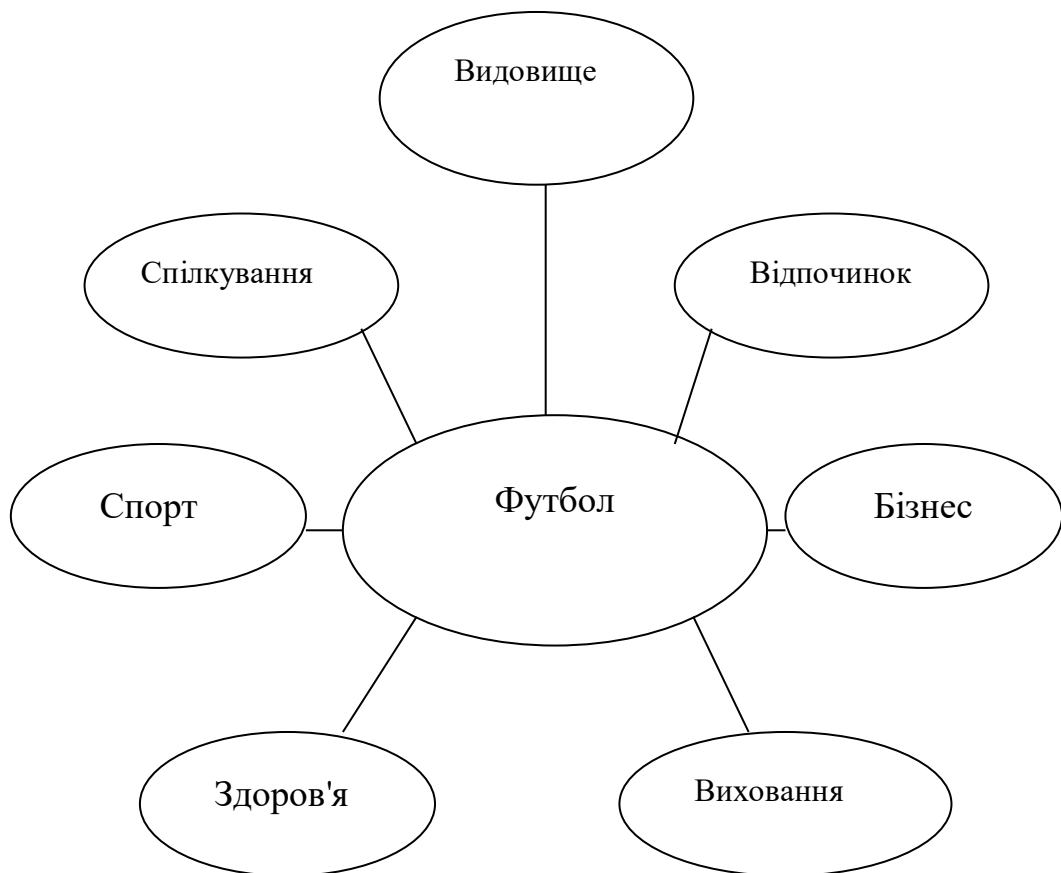 Видовище
Спілкування
Відпочинок
Спорт
Футбол
Бізнес
Здоров'я
Виховання